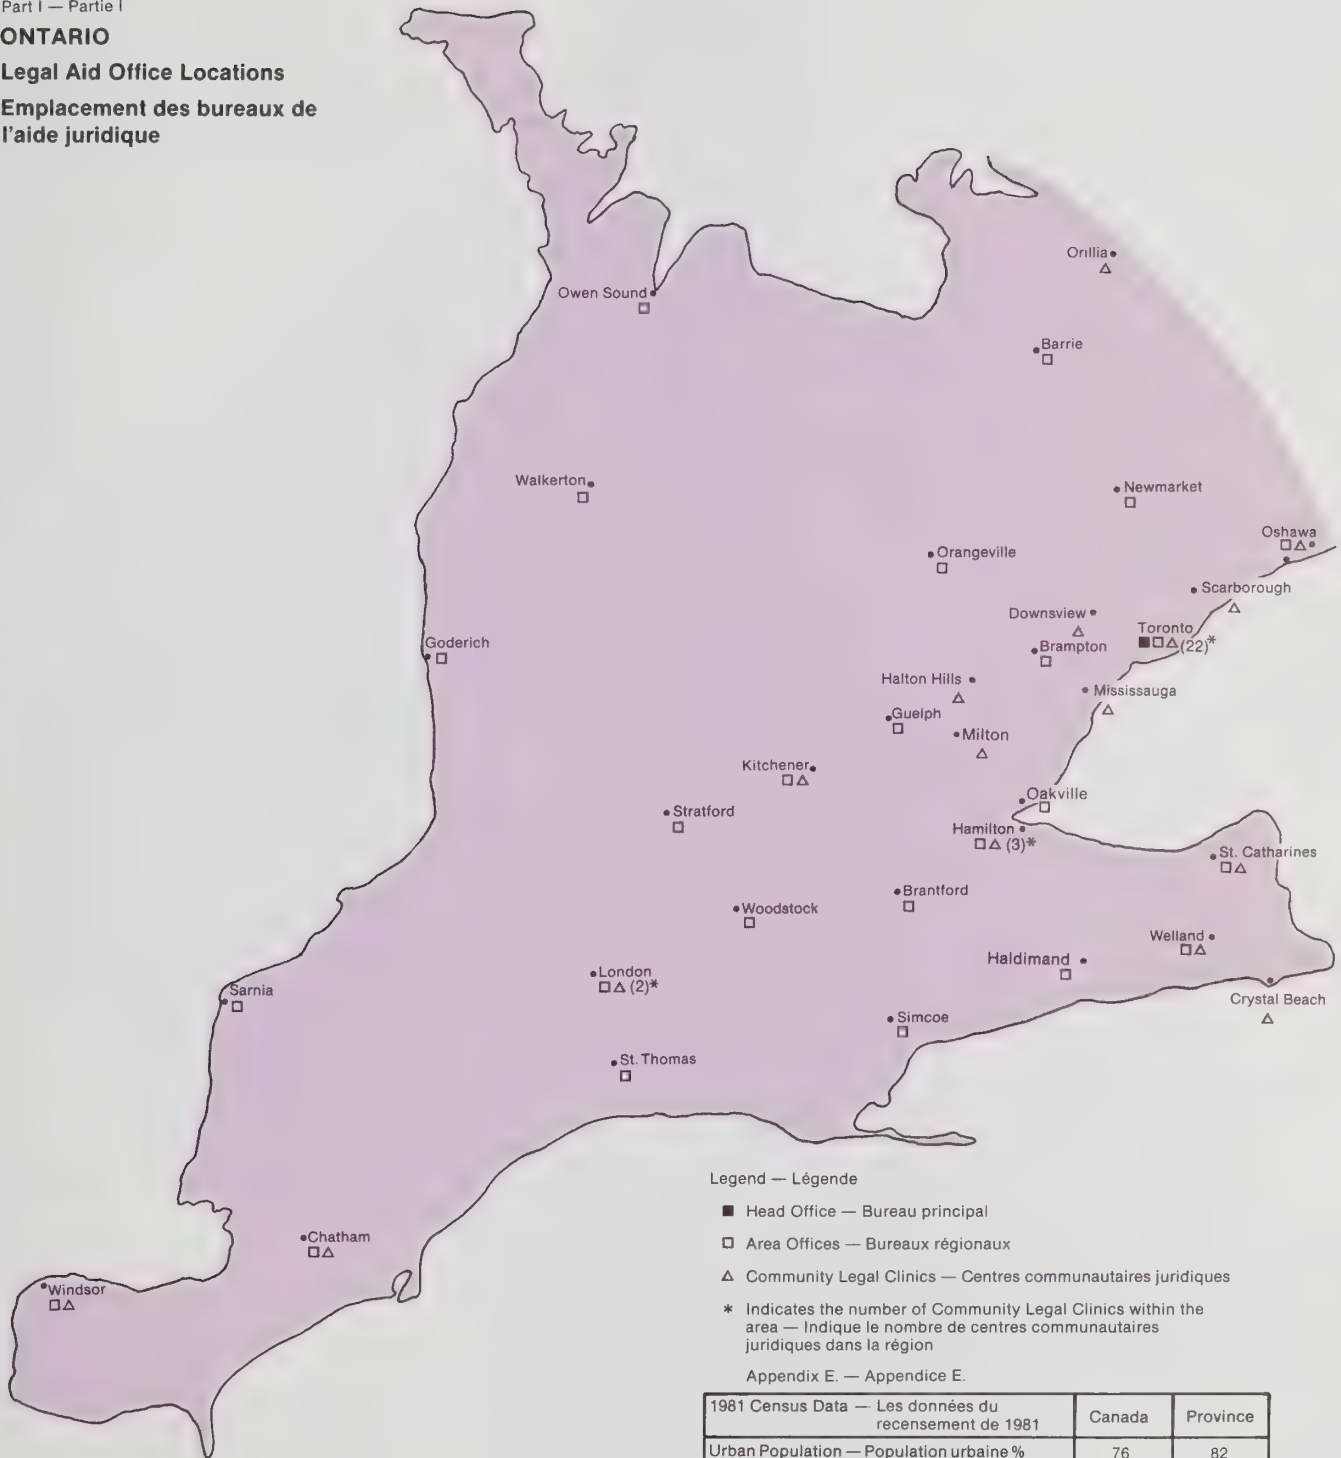 Part I — Partie I
ONTARIO
Legal Aid Office Locations
Emplacement des bureaux de
l'aide juridique
Orillia
Owen Sound
Barrie
Walkerton
Newmarket
Oshawa
Orangeville
Scarborough
Downsview
Toronto
(22)*
Goderich
Brampton
Halton Hills
Mississauga
Guelph
Milton
Kitchener
Oakville
Stratford
Hamilton
(3)*
St. Catharines
Brantford
Woodstock
Welland
Haldimand
London
(2)*
Sarnia
Crystal Beach
Simcoe
St. Thomas
Chatham
Windsor
Legend — Légende
■ Head Office — Bureau principal
□ Area Offices — Bureaux régionaux
△ Community Legal Clinics — Centres communautaires juridiques
* Indicates the number of Community Legal Clinics within the
area — Indique le nombre de centres communautaires
juridiques dans la région
Appendix E. — Appendice E.
1981 Census Data — Les données du
recensement de 1981
Canada
Province
Urban Population — Population urbaine %
76
82